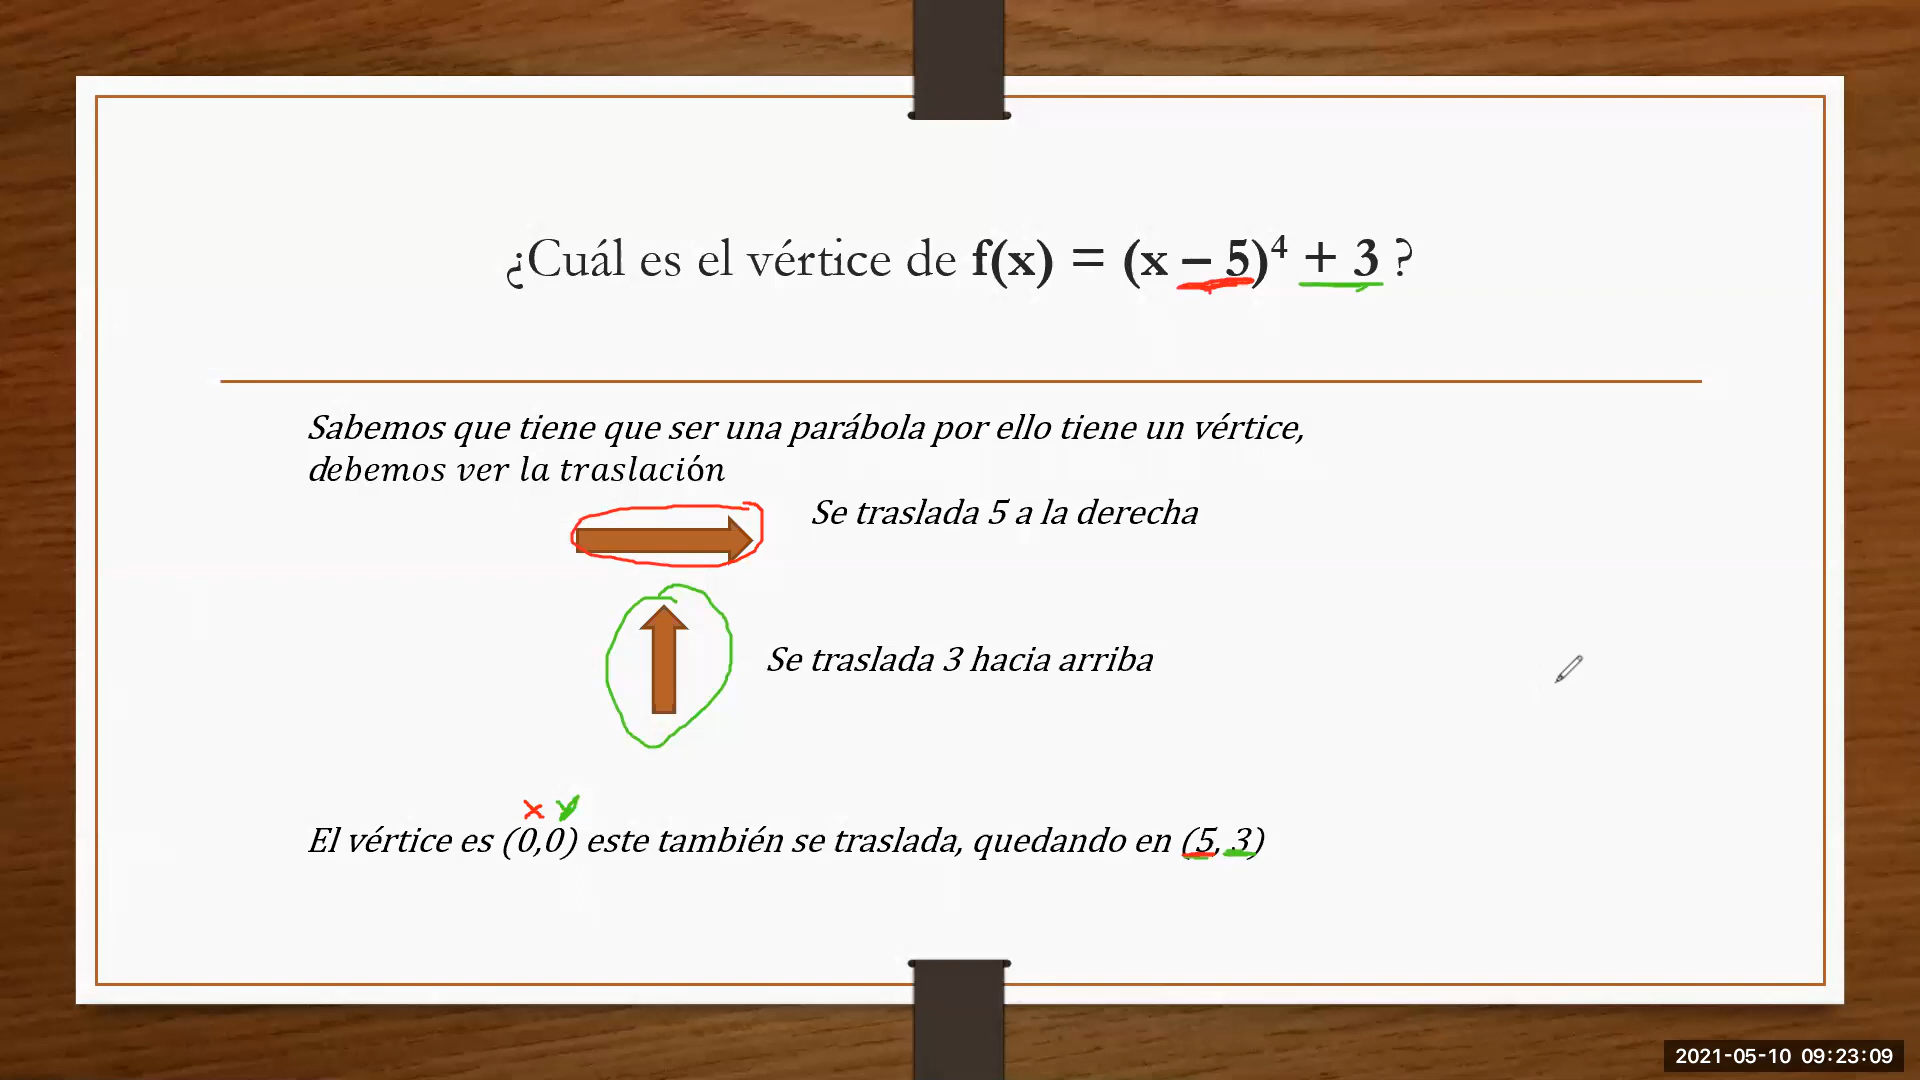 ¿Cuál es el vértice de f(x) = (x – 5)⁴ + 3 ?
Sabemos que tiene que ser una parábola por ello tiene un vértice,
debemos ver la traslación
Se traslada 5 a la derecha
Se traslada 3 hacia arriba
x y
El vértice es (0,0) este también se traslada, quedando en (5, 3)
2021-05-10 09:23:09